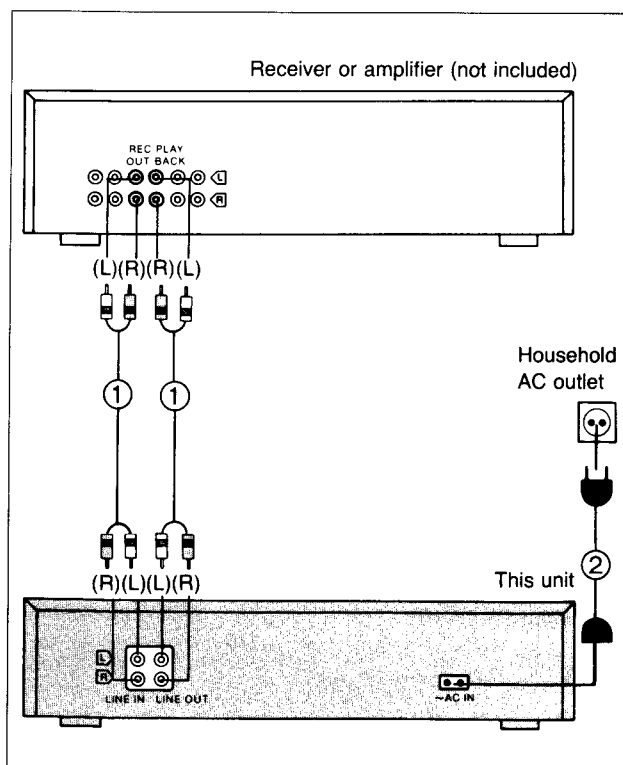 Receiver or amplifier (not included)
REC PLAY
OUT BACK
L
R
(L)(R)(R)(L)
1 1
Household
AC outlet
2
(R)(L)(L)(R)
This unit
L
R
LINE IN LINE OUT
~AC IN